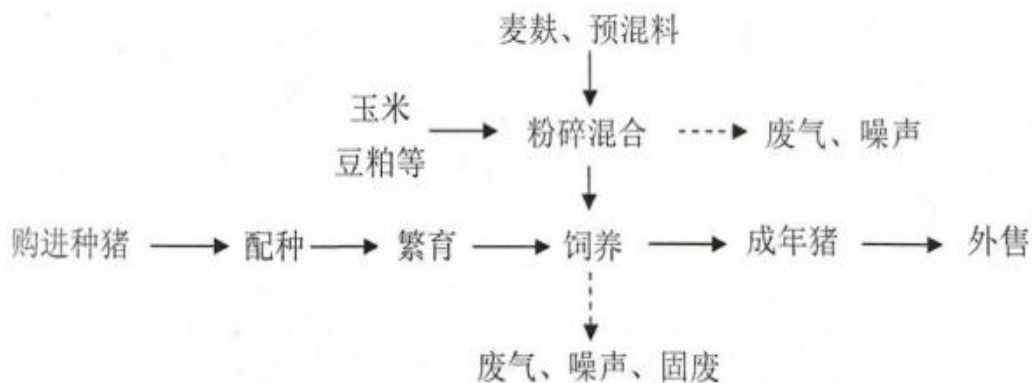 麦麸、预混料
玉米
豆粕等
粉碎混合
废气、噪声
购进种猪
配种
繁育
饲养
成年猪
外售
废气、噪声、固废